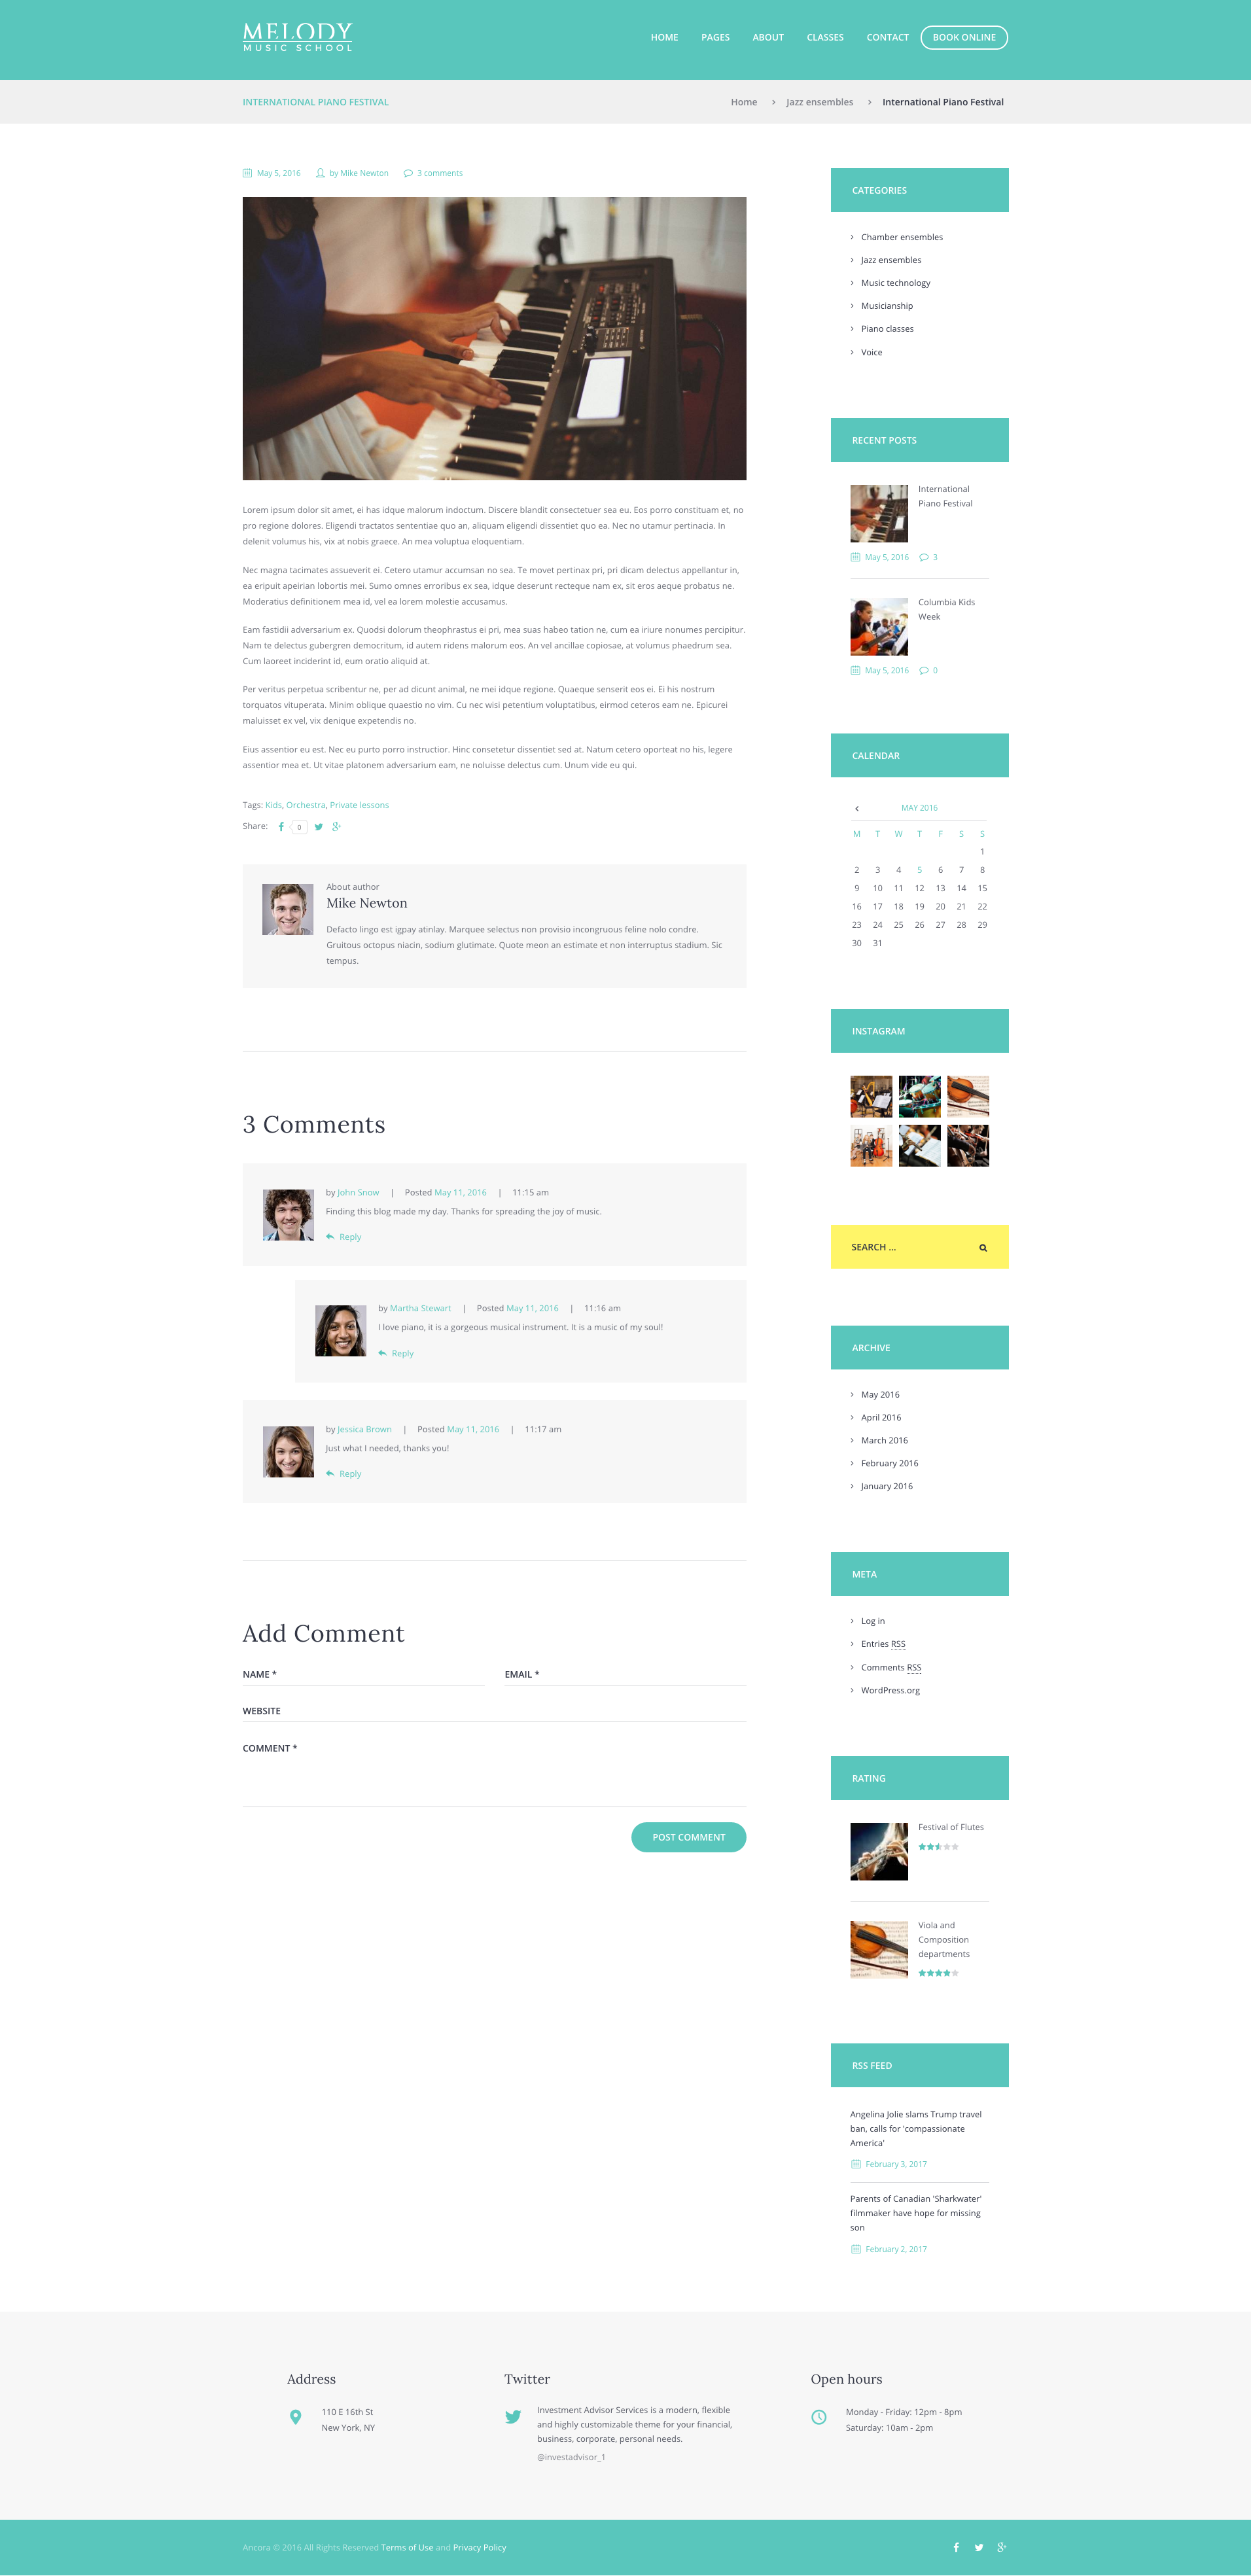 MELODY
MUSIC SCHOOL
HOME PAGES ABOUT CLASSES CONTACT BOOK ONLINE
INTERNATIONAL PIANO FESTIVAL
Home › Jazz ensembles › International Piano Festival
May 5, 2016 by Mike Newton 3 comments
Lorem ipsum dolor sit amet, ei has idque malorum indoctum. Discere blandit consectetuer sea eu. Eos porro constituam et, no
pro regione dolores. Eligendi tractatos sententiae quo an, aliquam eligendi dissentiet quo ea. Nec no utamur pertinacia. In
delenit volumus his, vix at nobis graece. An mea voluptua eloquentiam.
Nec magna tacimates assueverit ei. Cetero utamur accumsan no sea. Te movet pertinax pri, pri dicam delectus appellantur in,
ea eripuit apeirian lobortis mei. Sumo omnes erroribus ex sea, idque deserunt recteque nam ex, sit eros aeque probatus ne.
Moderatius definitionem mea id, vel ea lorem molestie accusamus.
Eam fastidii adversarium ex. Quodsi dolorum theophrastus ei pri, mea suas habeo tation ne, cum ea iriure nonumes percipitur.
Nam te delectus gubergren democritum, id autem ridens malorum eos. An vel ancillae copiosae, at volumus phaedrum sea.
Cum laoreet inciderint id, eum oratio aliquid at.
Per veritus perpetua scribentur ne, per ad dicunt animal, ne mei idque regione. Quaeque senserit eos ei. Ei his nostrum
torquatos vituperata. Minim oblique quaestio no vim. Cu nec wisi petentium voluptatibus, eirmod ceteros eam ne. Epicurei
maluisset ex vel, vix denique expetendis no.
Eius assentior eu est. Nec eu purto porro instructior. Hinc consetetur dissentiet sed at. Natum cetero oporteat no his, legere
assentior mea et. Ut vitae platonem adversarium eam, ne noluisse delectus cum. Unum vide eu qui.
Tags: Kids, Orchestra, Private lessons
Share: 0
About author
Mike Newton
Defacto lingo est igpay atinlay. Marquee selectus non provisio incongruous feline nolo condre.
Gruitous octopus niacin, sodium glutimate. Quote meon an estimate et non interruptus stadium. Sic
tempus.
3 Comments
by John Snow | Posted May 11, 2016 | 11:15 am
Finding this blog made my day. Thanks for spreading the joy of music.
Reply
by Martha Stewart | Posted May 11, 2016 | 11:16 am
I love piano, it is a gorgeous musical instrument. It is a music of my soul!
Reply
by Jessica Brown | Posted May 11, 2016 | 11:17 am
Just what I needed, thanks you!
Reply
Add Comment
NAME * EMAIL *
WEBSITE
COMMENT *
POST COMMENT
CATEGORIES
Chamber ensembles
Jazz ensembles
Music technology
Musicianship
Piano classes
Voice
RECENT POSTS
International
Piano Festival
May 5, 2016 3
Columbia Kids
Week
May 5, 2016 0
CALENDAR
MAY 2016
M T W T F S S
1
2 3 4 5 6 7 8
9 10 11 12 13 14 15
16 17 18 19 20 21 22
23 24 25 26 27 28 29
30 31
INSTAGRAM
SEARCH ...
ARCHIVE
May 2016
April 2016
March 2016
February 2016
January 2016
META
Log in
Entries RSS
Comments RSS
WordPress.org
RATING
Festival of Flutes
Viola and
Composition
departments
RSS FEED
Angelina Jolie slams Trump travel
ban, calls for 'compassionate
America'
February 3, 2017
Parents of Canadian 'Sharkwater'
filmmaker have hope for missing
son
February 2, 2017
Address
110 E 16th St
New York, NY
Twitter
Investment Advisor Services is a modern, flexible
and highly customizable theme for your financial,
business, corporate, personal needs.
@investadvisor_1
Open hours
Monday - Friday: 12pm - 8pm
Saturday: 10am - 2pm
Ancora © 2016 All Rights Reserved Terms of Use and Privacy Policy